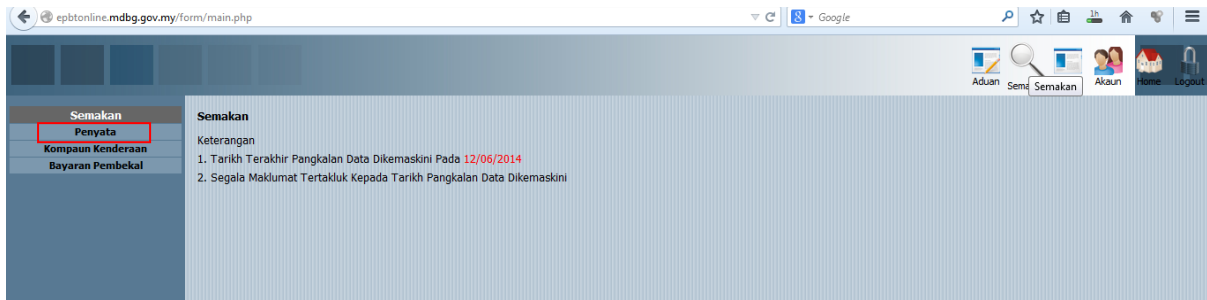 epbtonline.mdbg.gov.my/form/main.php
Google
1h
Aduan
Sema
Semakan
Akaun
Home
Logout
Semakan
Penyata
Kompaun Kenderaan
Bayaran Pembekal
Semakan
Keterangan
1. Tarikh Terakhir Pangkalan Data Dikemaskini Pada 12/06/2014
2. Segala Maklumat Tertakluk Kepada Tarikh Pangkalan Data Dikemaskini